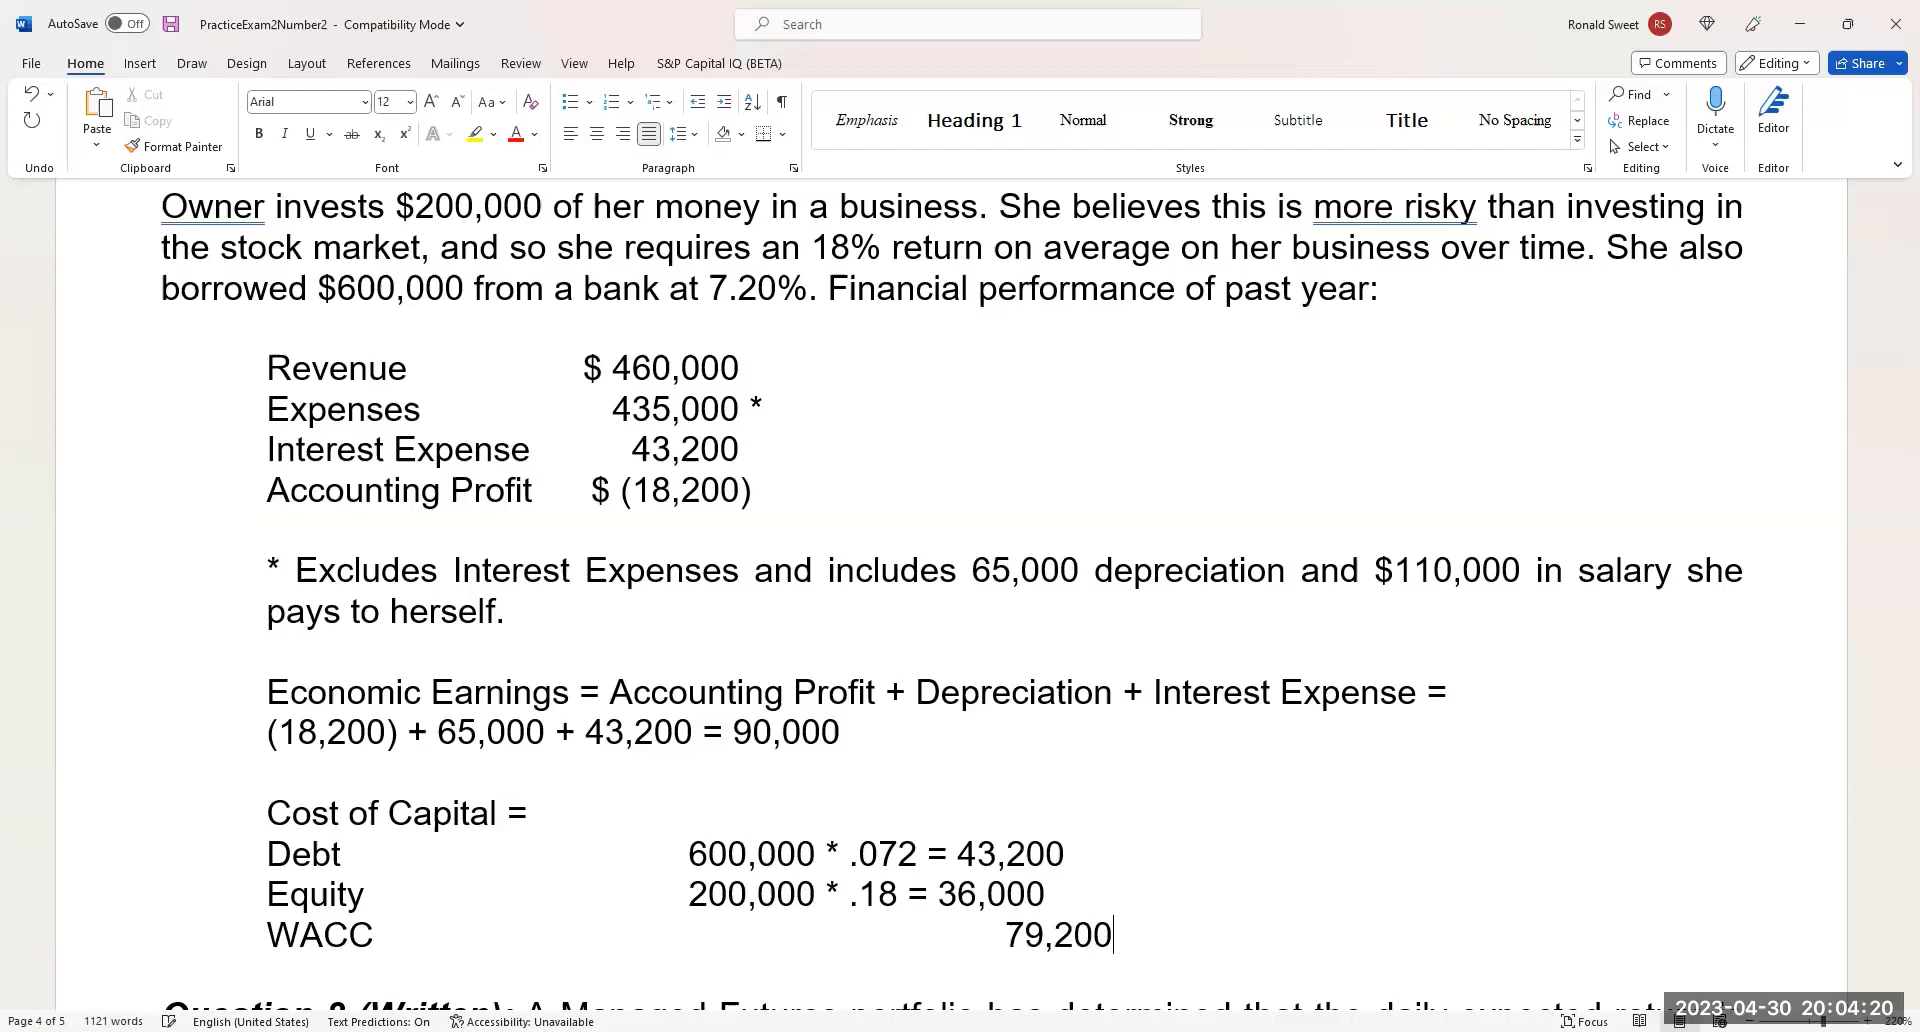 AutoSave Off PracticeExam2Number2 - Compatibility Mode Search Ronald Sweet RS
File Home Insert Draw Design Layout References Mailings Review View Help S&P Capital IQ (BETA) Comments Editing Share
Paste Cut Copy Format Painter
Arial 12
Emphasis Heading 1 Normal Strong Subtitle Title No Spacing
Find Replace Select Dictate Editor
Undo Clipboard Font Paragraph Styles Editing Voice Editor
Owner invests $200,000 of her money in a business. She believes this is more risky than investing in
the stock market, and so she requires an 18% return on average on her business over time. She also
borrowed $600,000 from a bank at 7.20%. Financial performance of past year:
Revenue $ 460,000
Expenses 435,000 *
Interest Expense 43,200
Accounting Profit $ (18,200)
* Excludes Interest Expenses and includes 65,000 depreciation and $110,000 in salary she
pays to herself.
Economic Earnings = Accounting Profit + Depreciation + Interest Expense =
(18,200) + 65,000 + 43,200 = 90,000
Cost of Capital =
Debt 600,000 * .072 = 43,200
Equity 200,000 * .18 = 36,000
WACC 79,200
2023-04-30 20:04:20
Page 4 of 5 1121 words English (United States) Text Predictions: On Accessibility: Unavailable Focus 220%